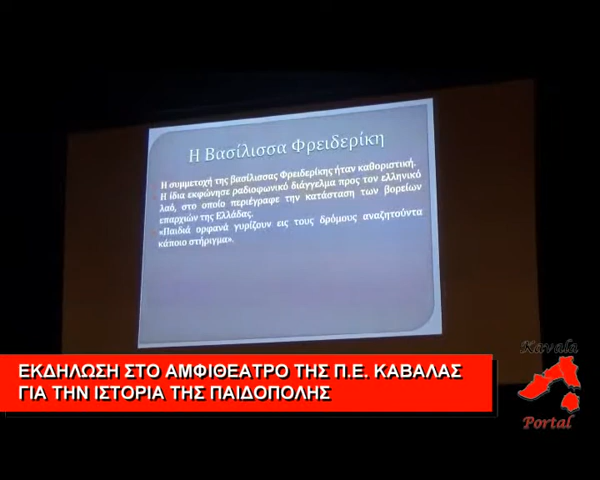 Η Βασίλισσα Φρειδερίκη
Η συμμετοχή της βασίλισσας Φρειδερίκης ήταν καθοριστική.
Η ίδια εκφώνησε ραδιοφωνικό διάγγελμα προς τον ελληνικό
λαό, στο οποίο περιέγραφε την κατάσταση των βορείων
επαρχιών της Ελλάδας.
«Παιδιά ορφανά γυρίζουν εις τους δρόμους αναζητούντα
κάποιο στήριγμα».
ΕΚΔΗΛΩΣΗ ΣΤΟ ΑΜΦΙΘΕΑΤΡΟ ΤΗΣ Π.Ε. ΚΑΒΑΛΑΣ
ΓΙΑ ΤΗΝ ΙΣΤΟΡΙΑ ΤΗΣ ΠΑΙΔΟΠΟΛΗΣ
Kavala
Portal